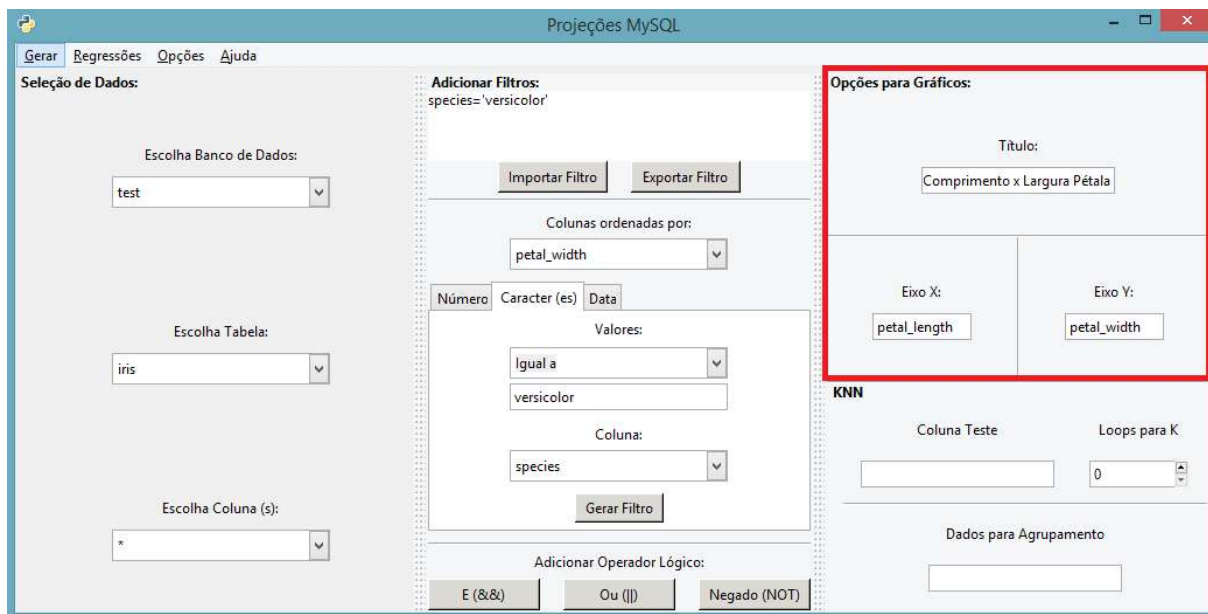 Projeções MySQL
Gerar Regressões Opções Ajuda
Seleção de Dados:
Escolha Banco de Dados:
test
Escolha Tabela:
iris
Escolha Coluna (s):
*
Adicionar Filtros:
species='versicolor'
Importar Filtro Exportar Filtro
Colunas ordenadas por:
petal_width
Número Caracter (es) Data
Valores:
Igual a
versicolor
Coluna:
species
Gerar Filtro
Adicionar Operador Lógico:
E (&&) Ou (||) Negado (NOT)
Opções para Gráficos:
Título:
Comprimento x Largura Pétala
Eixo X: Eixo Y:
petal_length petal_width
KNN
Coluna Teste Loops para K
0
Dados para Agrupamento